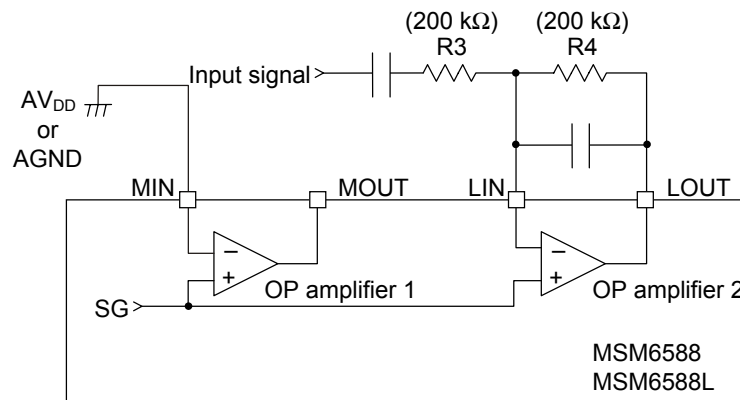 (200 kΩ)
R3
(200 kΩ)
R4
Input signal
AVDD
or
AGND
MIN
MOUT
LIN
LOUT
−
+
−
+
SG
OP amplifier 1
OP amplifier 2
MSM6588
MSM6588L